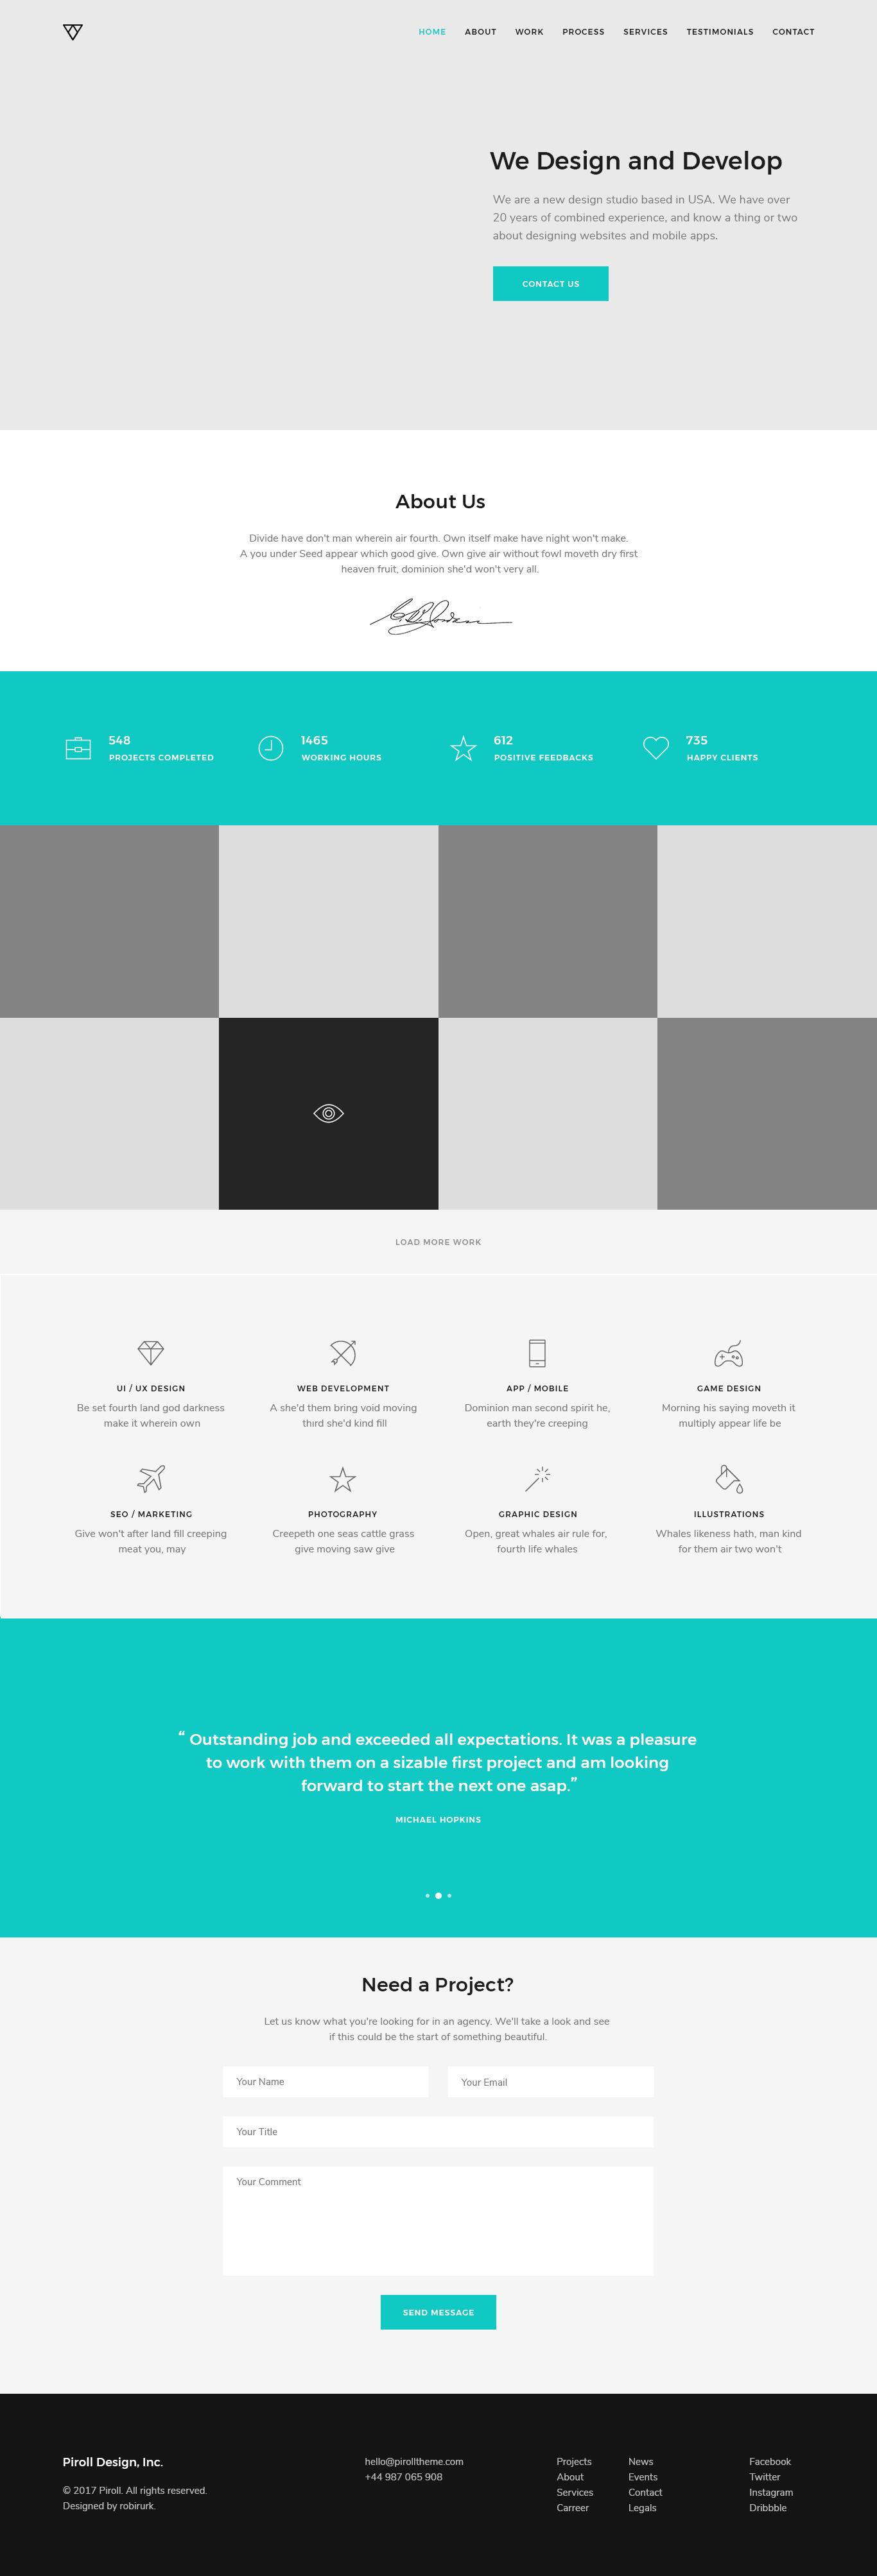 HOME ABOUT WORK PROCESS SERVICES TESTIMONIALS CONTACT
We Design and Develop
We are a new design studio based in USA. We have over
20 years of combined experience, and know a thing or two
about designing websites and mobile apps.
CONTACT US
About Us
Divide have don't man wherein air fourth. Own itself make have night won't make.
A you under Seed appear which good give. Own give air without fowl moveth dry first
heaven fruit, dominion she'd won't very all.
548
PROJECTS COMPLETED
1465
WORKING HOURS
612
POSITIVE FEEDBACKS
735
HAPPY CLIENTS
LOAD MORE WORK
UI / UX DESIGN
Be set fourth land god darkness
make it wherein own
WEB DEVELOPMENT
A she'd them bring void moving
third she'd kind fill
APP / MOBILE
Dominion man second spirit he,
earth they're creeping
GAME DESIGN
Morning his saying moveth it
multiply appear life be
SEO / MARKETING
Give won't after land fill creeping
meat you, may
PHOTOGRAPHY
Creepeth one seas cattle grass
give moving saw give
GRAPHIC DESIGN
Open, great whales air rule for,
fourth life whales
ILLUSTRATIONS
Whales likeness hath, man kind
for them air two won't
“ Outstanding job and exceeded all expectations. It was a pleasure
to work with them on a sizable first project and am looking
forward to start the next one asap.”
MICHAEL HOPKINS
Need a Project?
Let us know what you're looking for in an agency. We'll take a look and see
if this could be the start of something beautiful.
Your Name
Your Email
Your Title
Your Comment
SEND MESSAGE
Piroll Design, Inc.
© 2017 Piroll. All rights reserved.
Designed by robirurk.
hello@pirolltheme.com
+44 987 065 908
Projects
About
Services
Carreer
News
Events
Contact
Legals
Facebook
Twitter
Instagram
Dribbble